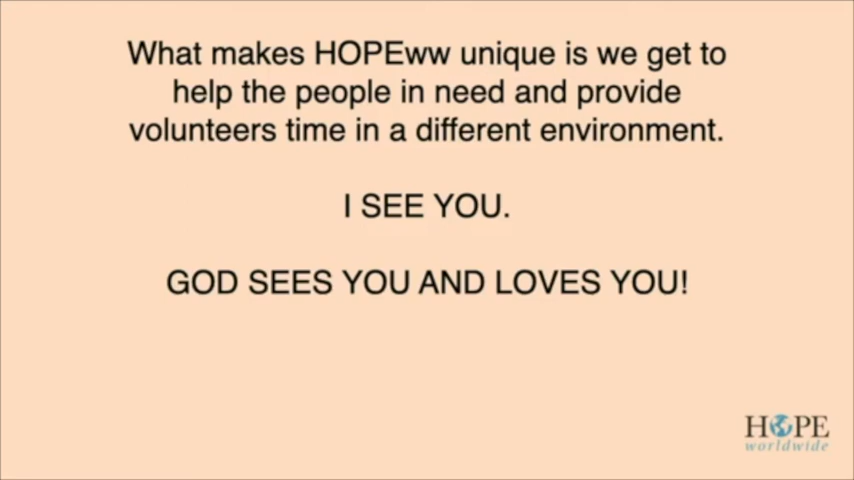 What makes HOPEww unique is we get to
help the people in need and provide
volunteers time in a different environment.
I SEE YOU.
GOD SEES YOU AND LOVES YOU!
HOPE
worldwide